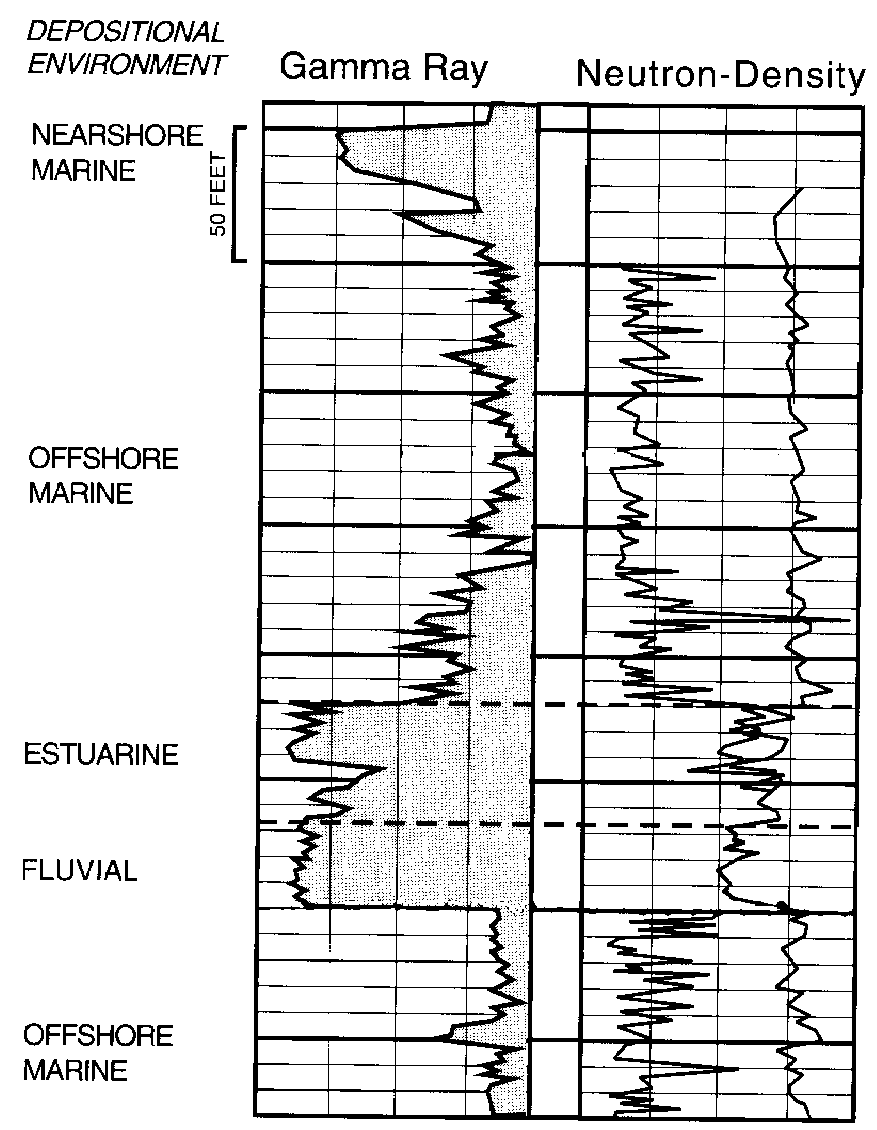 DEPOSITIONAL
ENVIRONMENT
Gamma Ray
Neutron-Density
NEARSHORE
MARINE
50 FEET
OFFSHORE
MARINE
ESTUARINE
FLUVIAL
OFFSHORE
MARINE